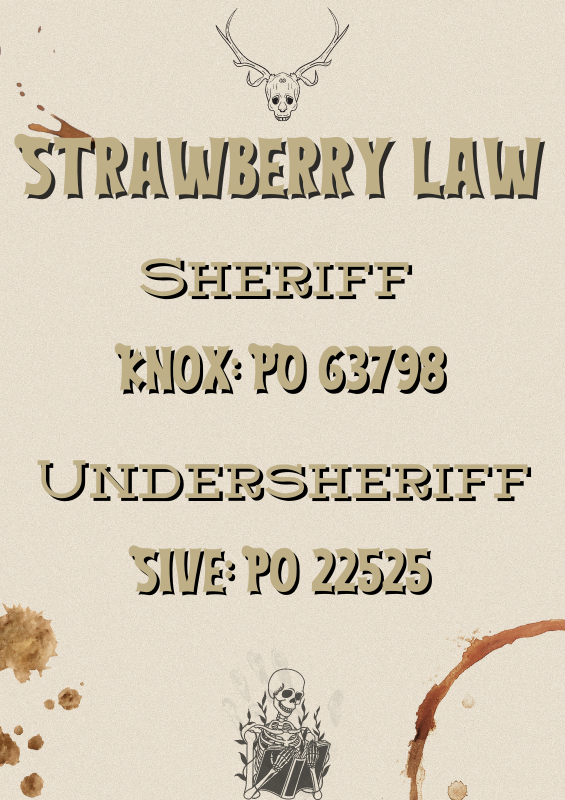 STRAWBERRY LAW
SHERIFF
KNOX: PO 63798
UNDERSHERIFF
SIVE: PO 22525